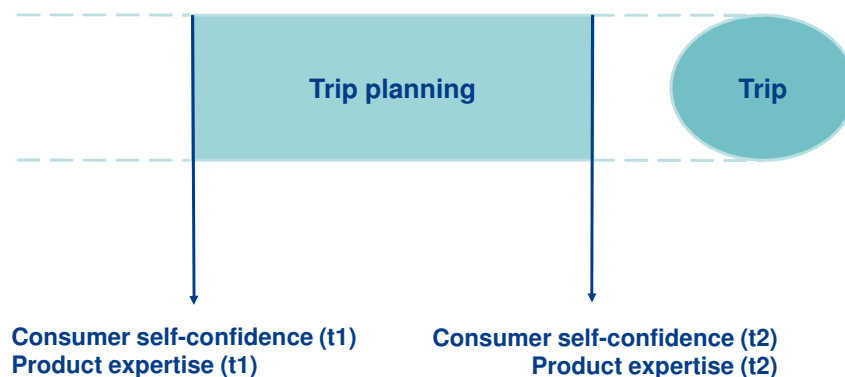 Trip planning
Trip
Consumer self-confidence (t1)
Product expertise (t1)
Consumer self-confidence (t2)
Product expertise (t2)